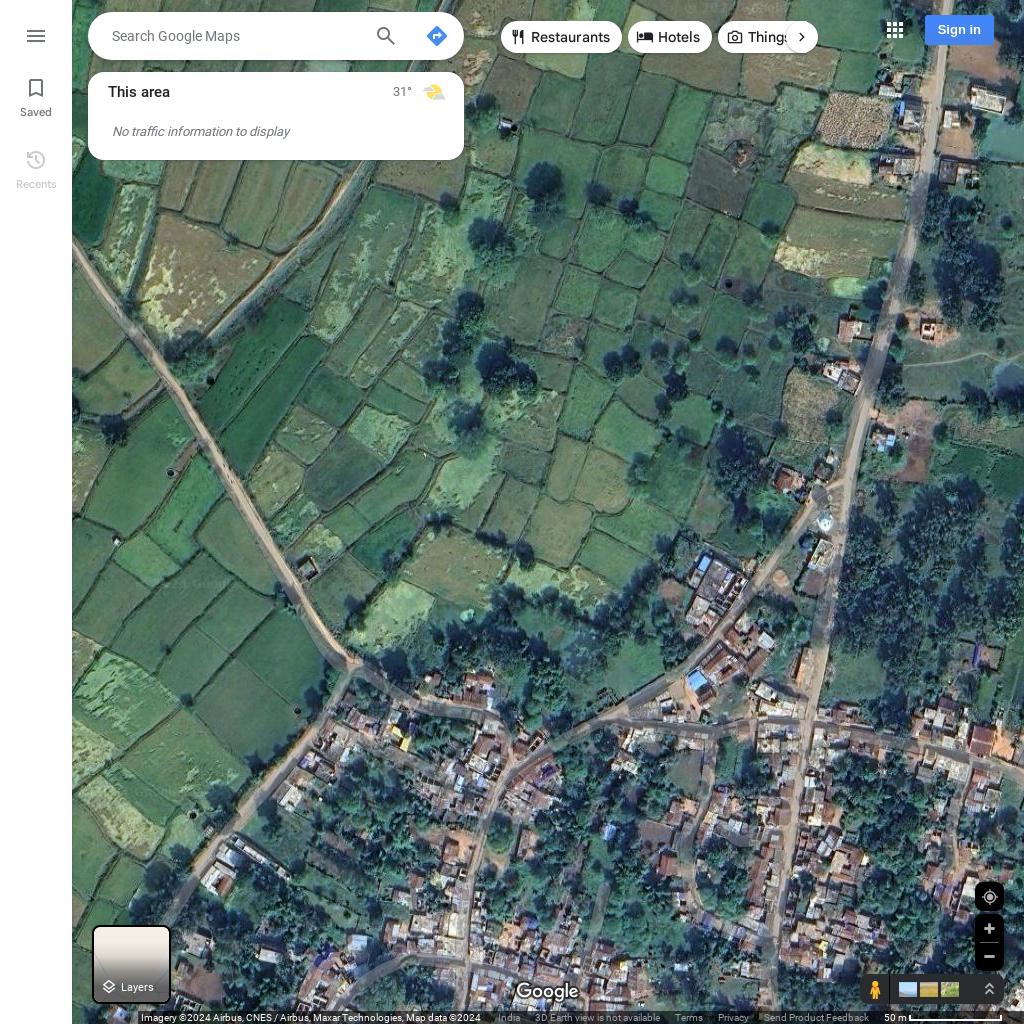 Search Google Maps
Restaurants
Hotels
Things
Sign in
This area
31°
No traffic information to display
Saved
Recents
Layers
Google
Imagery ©2024 Airbus, CNES / Airbus, Maxar Technologies, Map data ©2024 India 3D Earth view is not available Terms Privacy Send Product Feedback 50 m